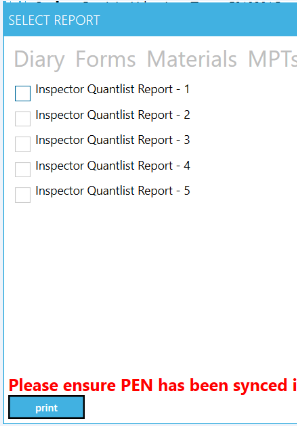 SELECT REPORT
Diary Forms Materials MPTs
Inspector Quantlist Report - 1
Inspector Quantlist Report - 2
Inspector Quantlist Report - 3
Inspector Quantlist Report - 4
Inspector Quantlist Report - 5
Please ensure PEN has been synced i
print